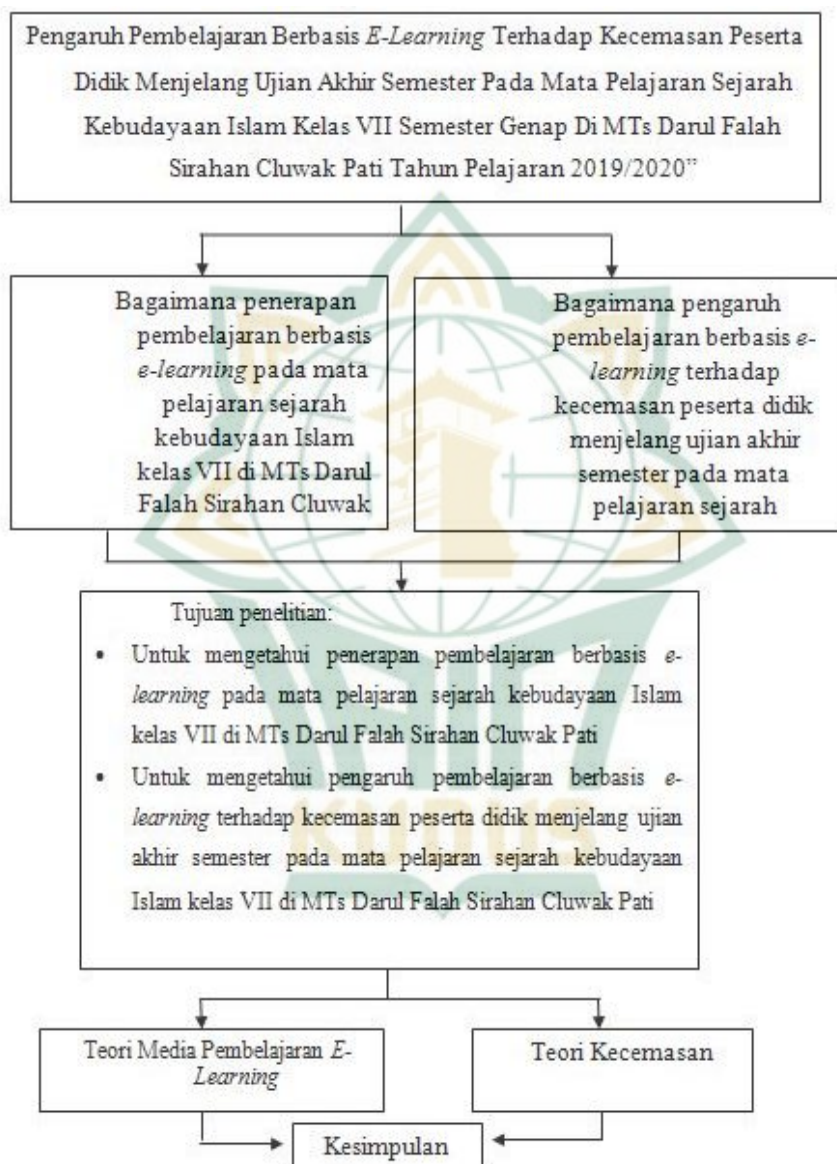 Pengaruh Pembelajaran Berbasis E-Learning Terhadap Kecemasan Peserta
Didik Menjelang Ujian Akhir Semester Pada Mata Pelajaran Sejarah
Kebudayaan Islam Kelas VII Semester Genap Di MTs Darul Falah
Sirahan Cluwak Pati Tahun Pelajaran 2019/2020”
Bagaimana penerapan
pembelajaran berbasis
e-learning pada mata
pelajaran sejarah
kebudayaan Islam
kelas VII di MTs Darul
Falah Sirahan Cluwak
Bagaimana pengaruh
pembelajaran berbasis e-
learning terhadap
kecemasan peserta didik
menjelang ujian akhir
semester pada mata
pelajaran sejarah
Tujuan penelitian:
• Untuk mengetahui penerapan pembelajaran berbasis e-
learning pada mata pelajaran sejarah kebudayaan Islam
kelas VII di MTs Darul Falah Sirahan Cluwak Pati
• Untuk mengetahui pengaruh pembelajaran berbasis e-
learning terhadap kecemasan peserta didik menjelang ujian
akhir semester pada mata pelajaran sejarah kebudayaan
Islam kelas VII di MTs Darul Falah Sirahan Cluwak Pati
Teori Media Pembelajaran E-
Learning
Teori Kecemasan
Kesimpulan
IAIN
KUDUS